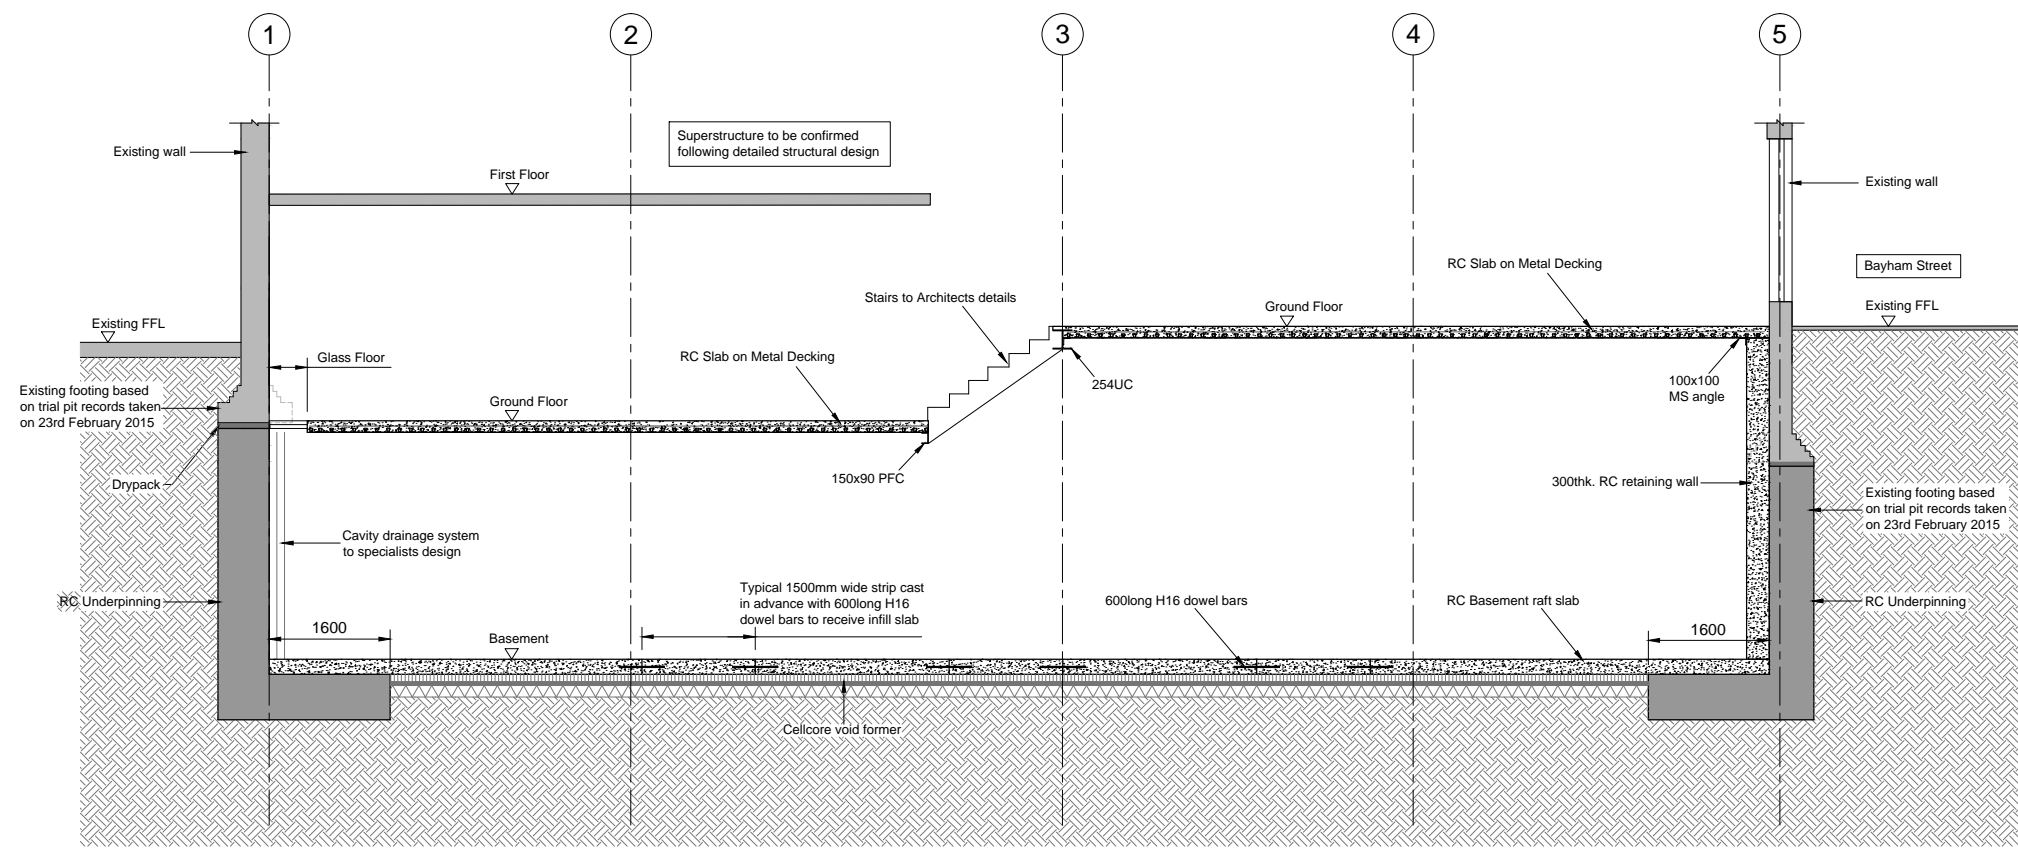 1
2
3
4
5
Existing wall
Superstructure to be confirmed
following detailed structural design
First Floor
Existing wall
RC Slab on Metal Decking
Bayham Street
Stairs to Architects details
Ground Floor
Existing FFL
Existing FFL
Glass Floor
RC Slab on Metal Decking
254UC
100x100
MS angle
Existing footing based
on trial pit records taken
on 23rd February 2015
Ground Floor
150x90 PFC
Drypack
300thk. RC retaining wall
Existing footing based
on trial pit records taken
on 23rd February 2015
Cavity drainage system
to specialists design
Typical 1500mm wide strip cast
in advance with 600long H16
dowel bars to receive infill slab
RC Underpinning
600long H16 dowel bars
RC Basement raft slab
RC Underpinning
1600
Basement
1600
Cellcore void former